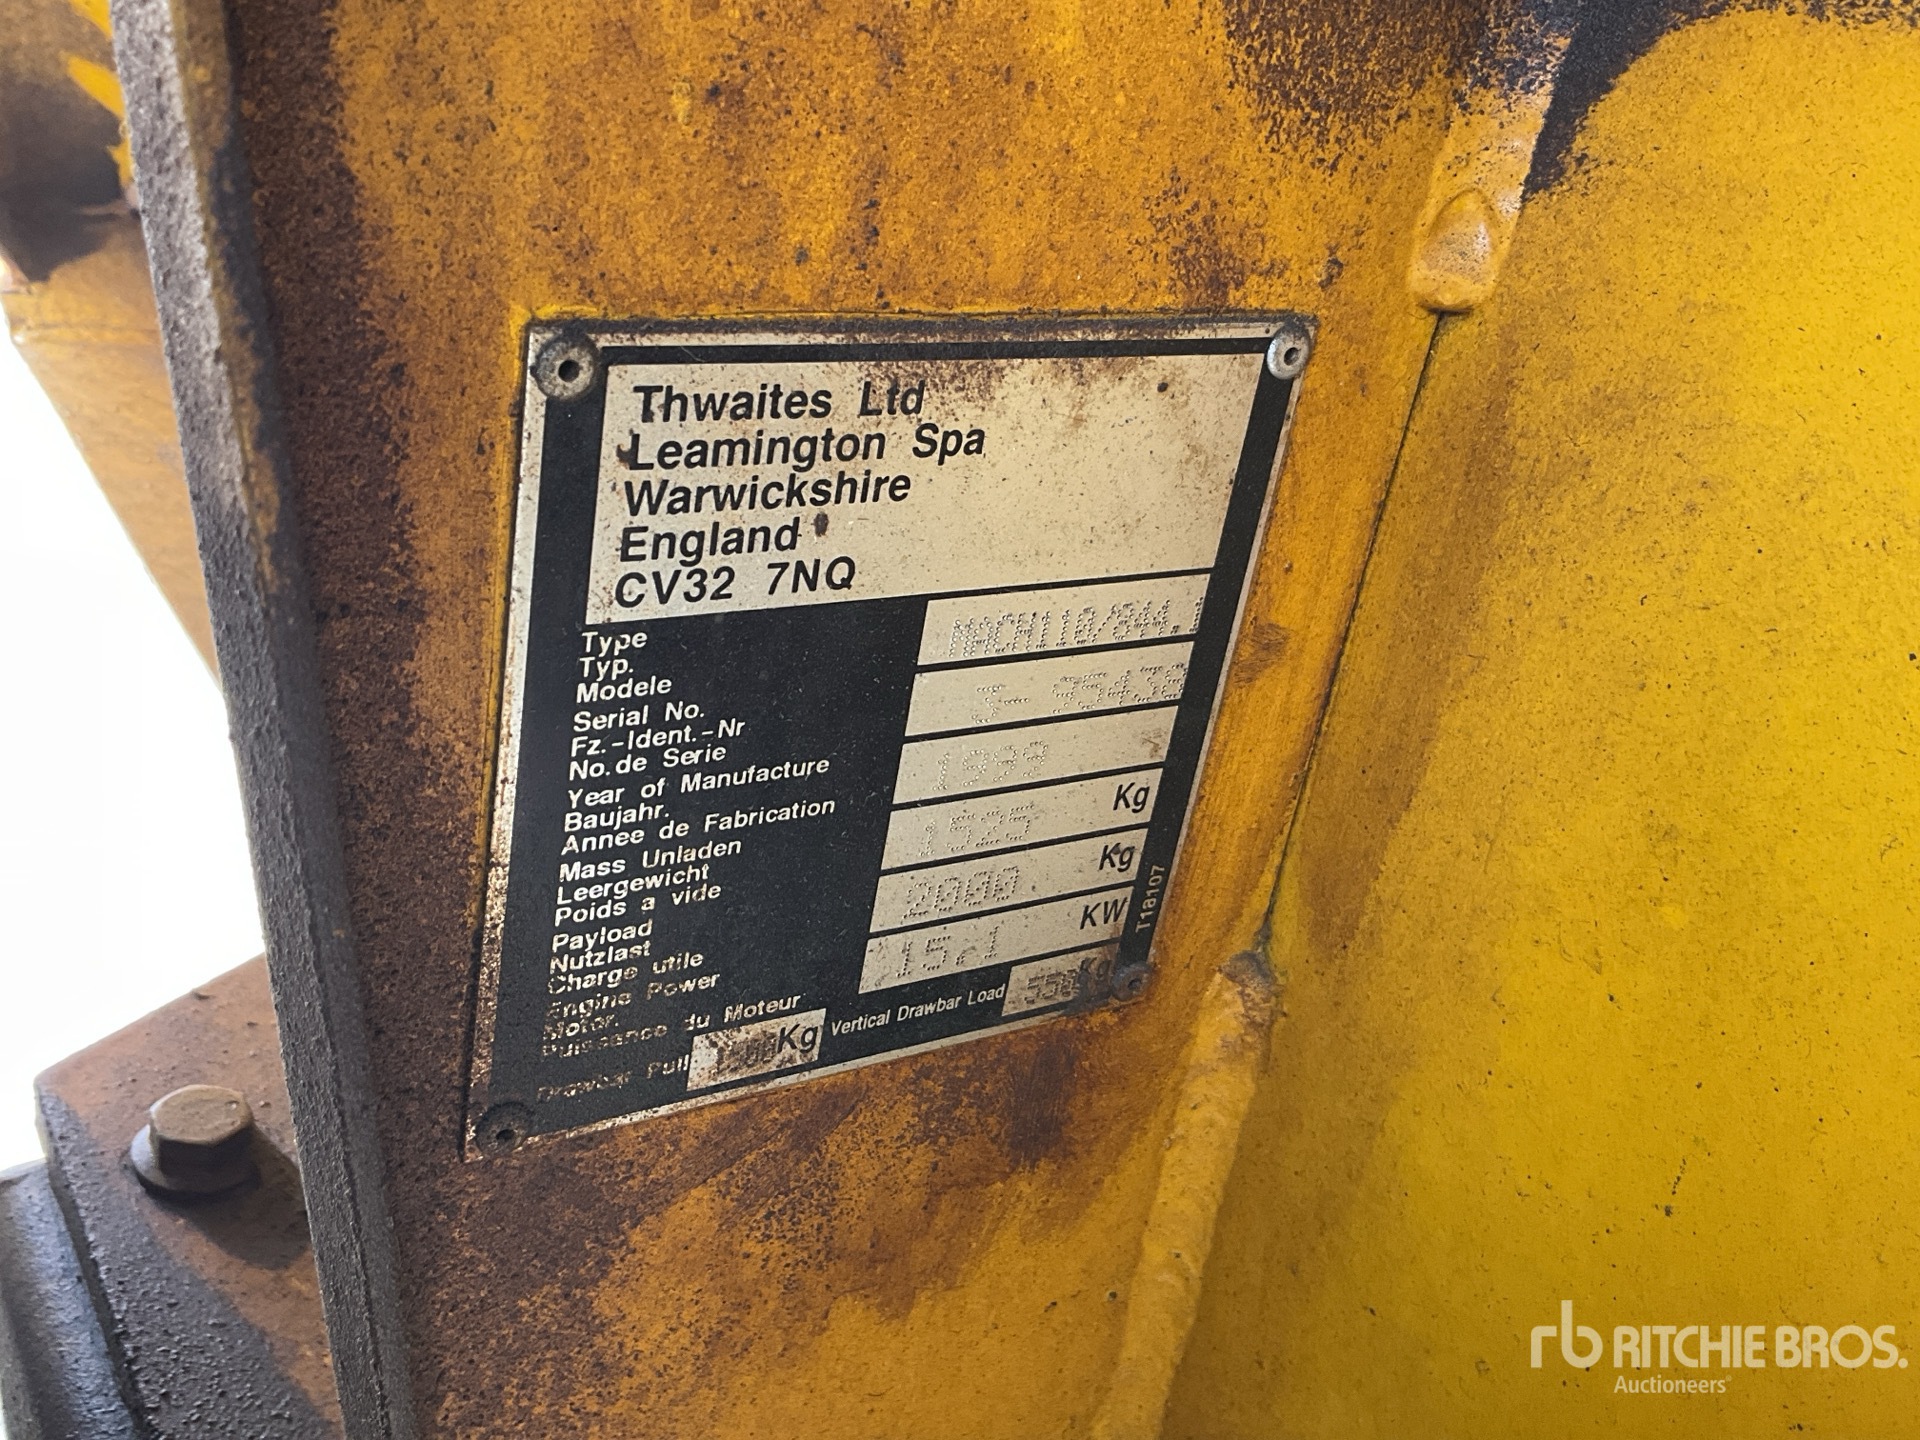 Thwaites Ltd
Leamington Spa
Warwickshire
England
CV32 7NQ
Type
Typ.
Modele
Serial No.
Fz.-Ident.-Nr
No.de Serie
Year of Manufacture
Baujahr.
Annee de Fabrication
1999
Mass Unladen
Leergewicht
Poids a vide
1525 Kg
Payload
Nutzlast
Charge utile
2000 Kg
Engine Power
Motor.
Puissance du Moteur
15.1 KW
Drawbar Pull Kg Vertical Drawbar Load Kg
T18107
rb RITCHIE BROS.
Auctioneers